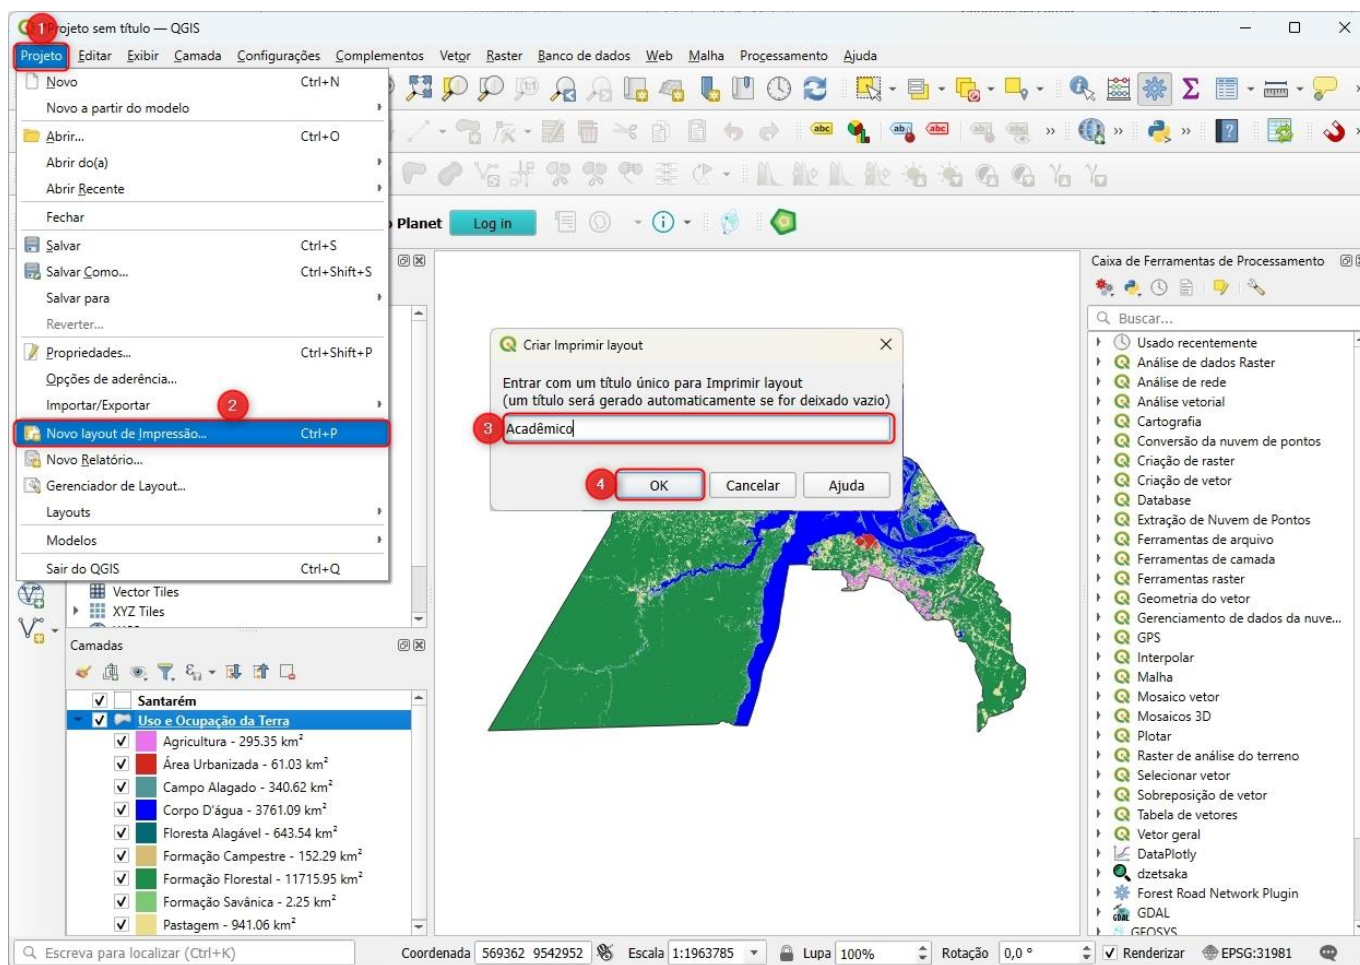 1
Projeto sem título — QGIS
Projeto Editar Exibir Camada Configurações Complementos Vetor Raster Banco de dados Web Malha Processamento Ajuda
Novo Ctrl+N
Novo a partir do modelo
Abrir... Ctrl+O
Abrir do(a)
Abrir Recente
Fechar
Salvar Ctrl+S
Salvar Como... Ctrl+Shift+S
Salvar para
Reverter...
Propriedades... Ctrl+Shift+P
Opções de aderência...
Importar/Exportar
2
Novo layout de Impressão... Ctrl+P
Novo Relatório...
Gerenciador de Layout...
Layouts
Modelos
Sair do QGIS Ctrl+Q
abc
Planet Log in
Criar Imprimir layout
Entrar com um título único para Imprimir layout
(um título será gerado automaticamente se for deixado vazio)
3 Acadêmico
4 OK Cancelar Ajuda
Vector Tiles
XYZ Tiles
Camadas
Santarém
Uso e Ocupação da Terra
Agricultura - 295.35 km²
Área Urbanizada - 61.03 km²
Campo Alagado - 340.62 km²
Corpo D'água - 3761.09 km²
Floresta Alagável - 643.54 km²
Formação Campestre - 152.29 km²
Formação Florestal - 11715.95 km²
Formação Savânica - 2.25 km²
Pastagem - 941.06 km²
Caixa de Ferramentas de Processamento
Buscar...
Usado recentemente
Análise de dados Raster
Análise de rede
Análise vetorial
Cartografia
Conversão da nuvem de pontos
Criação de raster
Criação de vetor
Database
Extração de Nuvem de Pontos
Ferramentas de arquivo
Ferramentas de camada
Ferramentas raster
Geometria do vetor
Gerenciamento de dados da nuve...
GPS
Interpolar
Malha
Mosaico vetor
Mosaicos 3D
Plotar
Raster de análise do terreno
Selecionar vetor
Sobreposição de vetor
Tabela de vetores
Vetor geral
DataPlotly
dzetsaka
Forest Road Network Plugin
GDAL
GEOSYS
Escreva para localizar (Ctrl+K) Coordenada 569362 9542952 Escala 1:1963785 Lupa 100% Rotação 0,0 ° Renderizar EPSG:31981